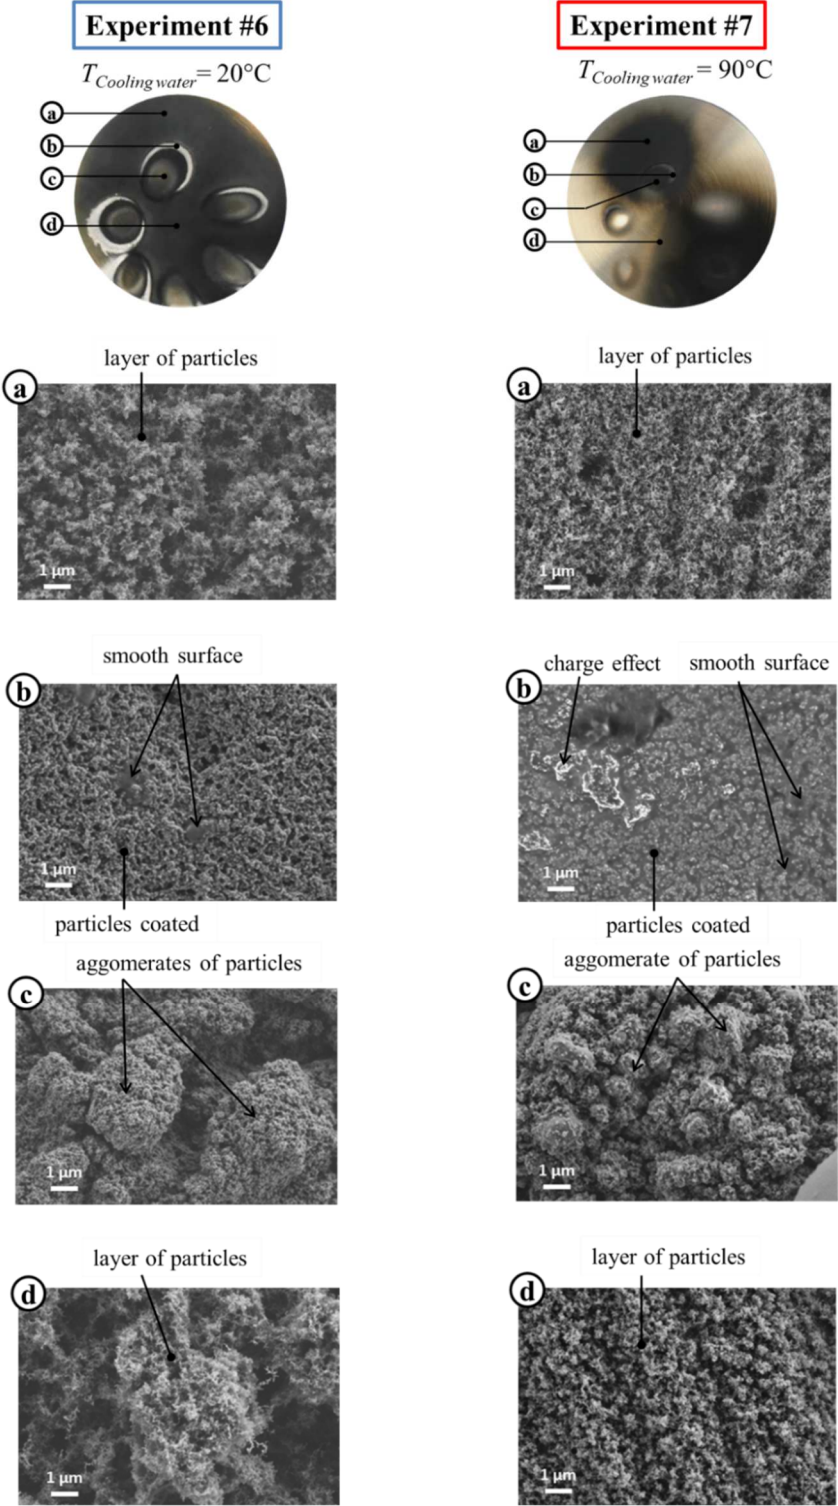 Experiment #6
Experiment #7
T Cooling water = 20°C
T Cooling water = 90°C
a
b
c
d
a
b
c
d
layer of particles
layer of particles
a
a
1 µm
1 µm
smooth surface
charge effect
smooth surface
b
b
1 µm
1 µm
particles coated
particles coated
aggomerates of particles
aggomerate of particles
c
c
1 µm
1 µm
layer of particles
layer of particles
d
d
1 µm
1 µm